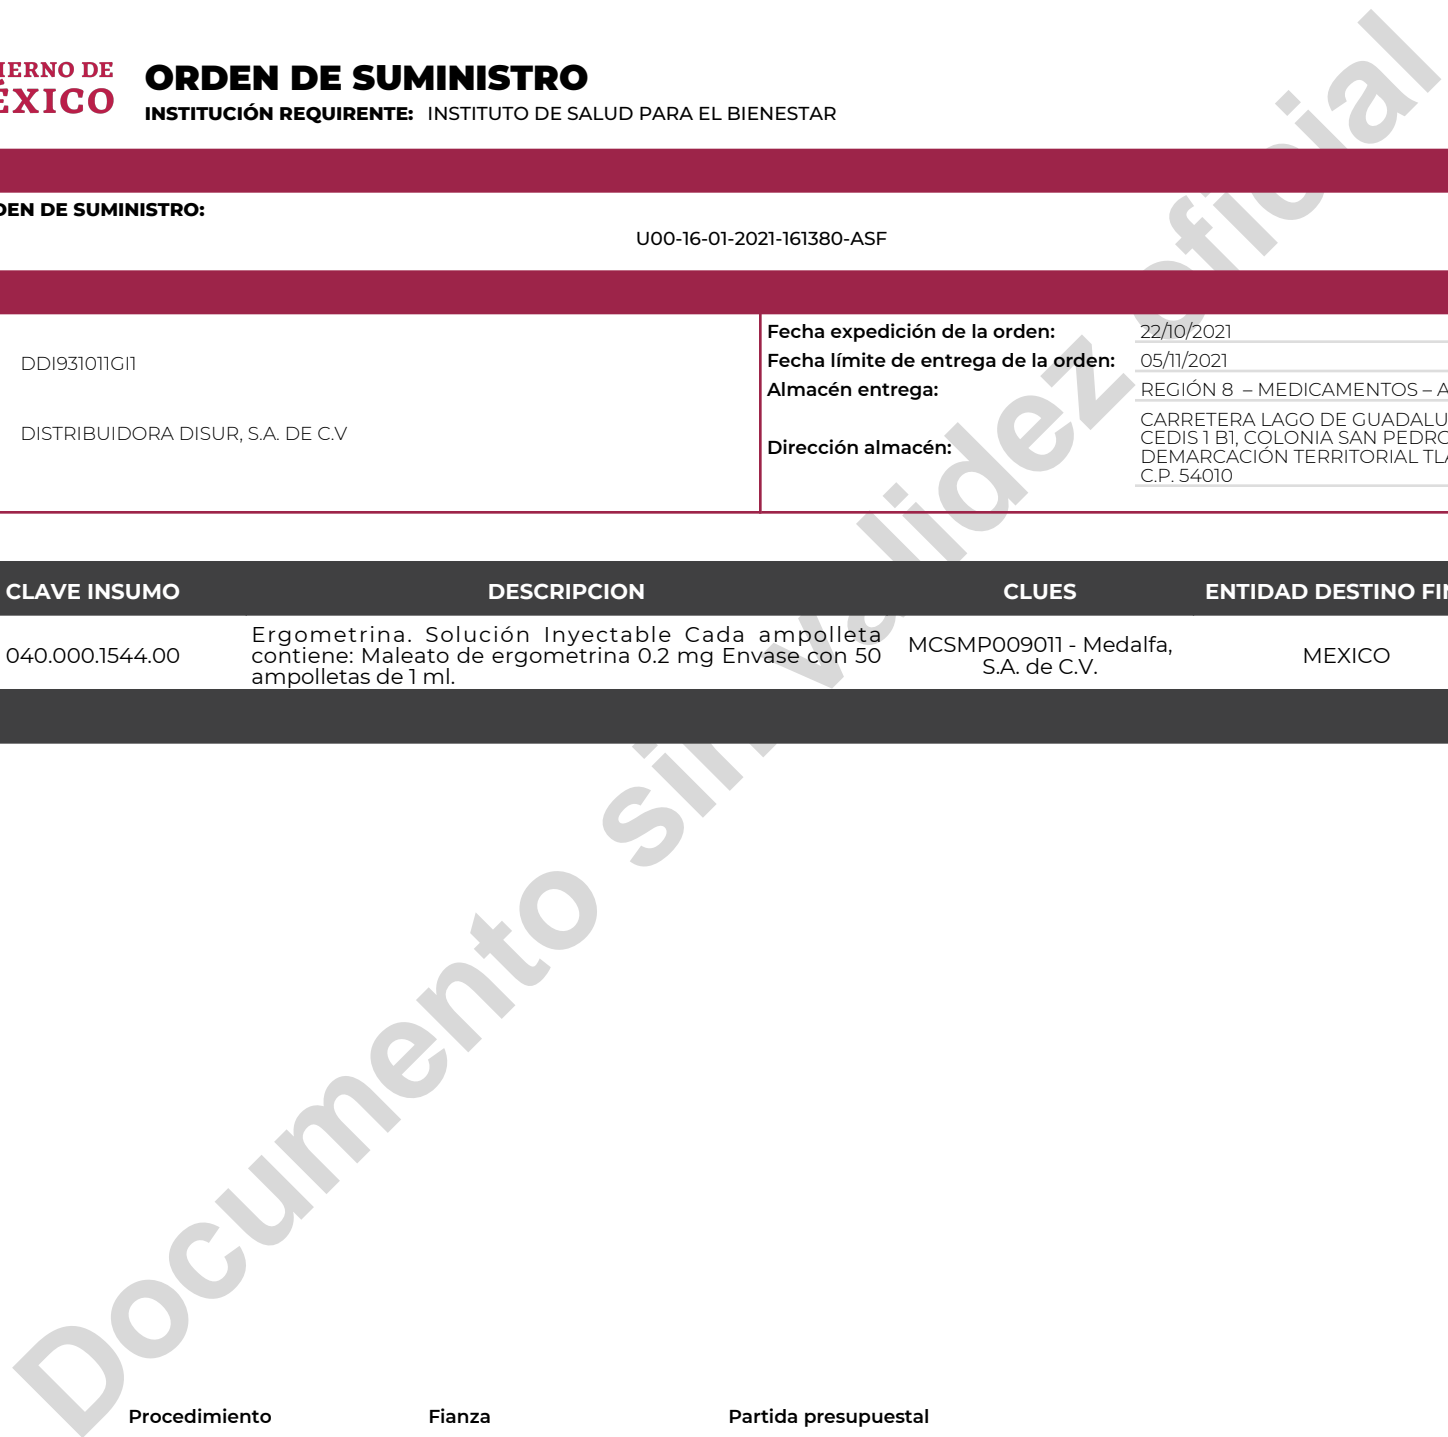 IERNO DE
ÉXICO
ORDEN DE SUMINISTRO
INSTITUCIÓN REQUIRENTE: INSTITUTO DE SALUD PARA EL BIENESTAR
DEN DE SUMINISTRO:
U00-16-01-2021-161380-ASF
DDI931011GI1
DISTRIBUIDORA DISUR, S.A. DE C.V
Fecha expedición de la orden: 22/10/2021
Fecha límite de entrega de la orden: 05/11/2021
Almacén entrega: REGIÓN 8 – MEDICAMENTOS – A
Dirección almacén:
CARRETERA LAGO DE GUADALU
CEDIS 1 B1, COLONIA SAN PEDRO
DEMARCACIÓN TERRITORIAL TLA
C.P. 54010
CLAVE INSUMO DESCRIPCION CLUES ENTIDAD DESTINO FIN
040.000.1544.00
Ergometrina. Solución Inyectable Cada ampolleta
contiene: Maleato de ergometrina 0.2 mg Envase con 50
ampolletas de 1 ml.
MCSMP009011 - Medalfa,
S.A. de C.V.
MEXICO
Documento sin validez oficial
Procedimiento Fianza Partida presupuestal